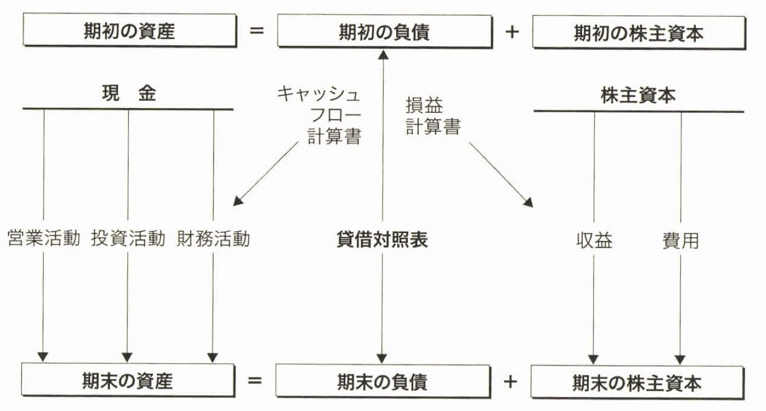 期初の資産 = 期初の負債 + 期初の株主資本
現 金
キャッシュ
フロー
計算書
損益
計算書
株主資本
営業活動 投資活動 財務活動
貸借対照表
収益 費用
期末の資産 = 期末の負債 + 期末の株主資本